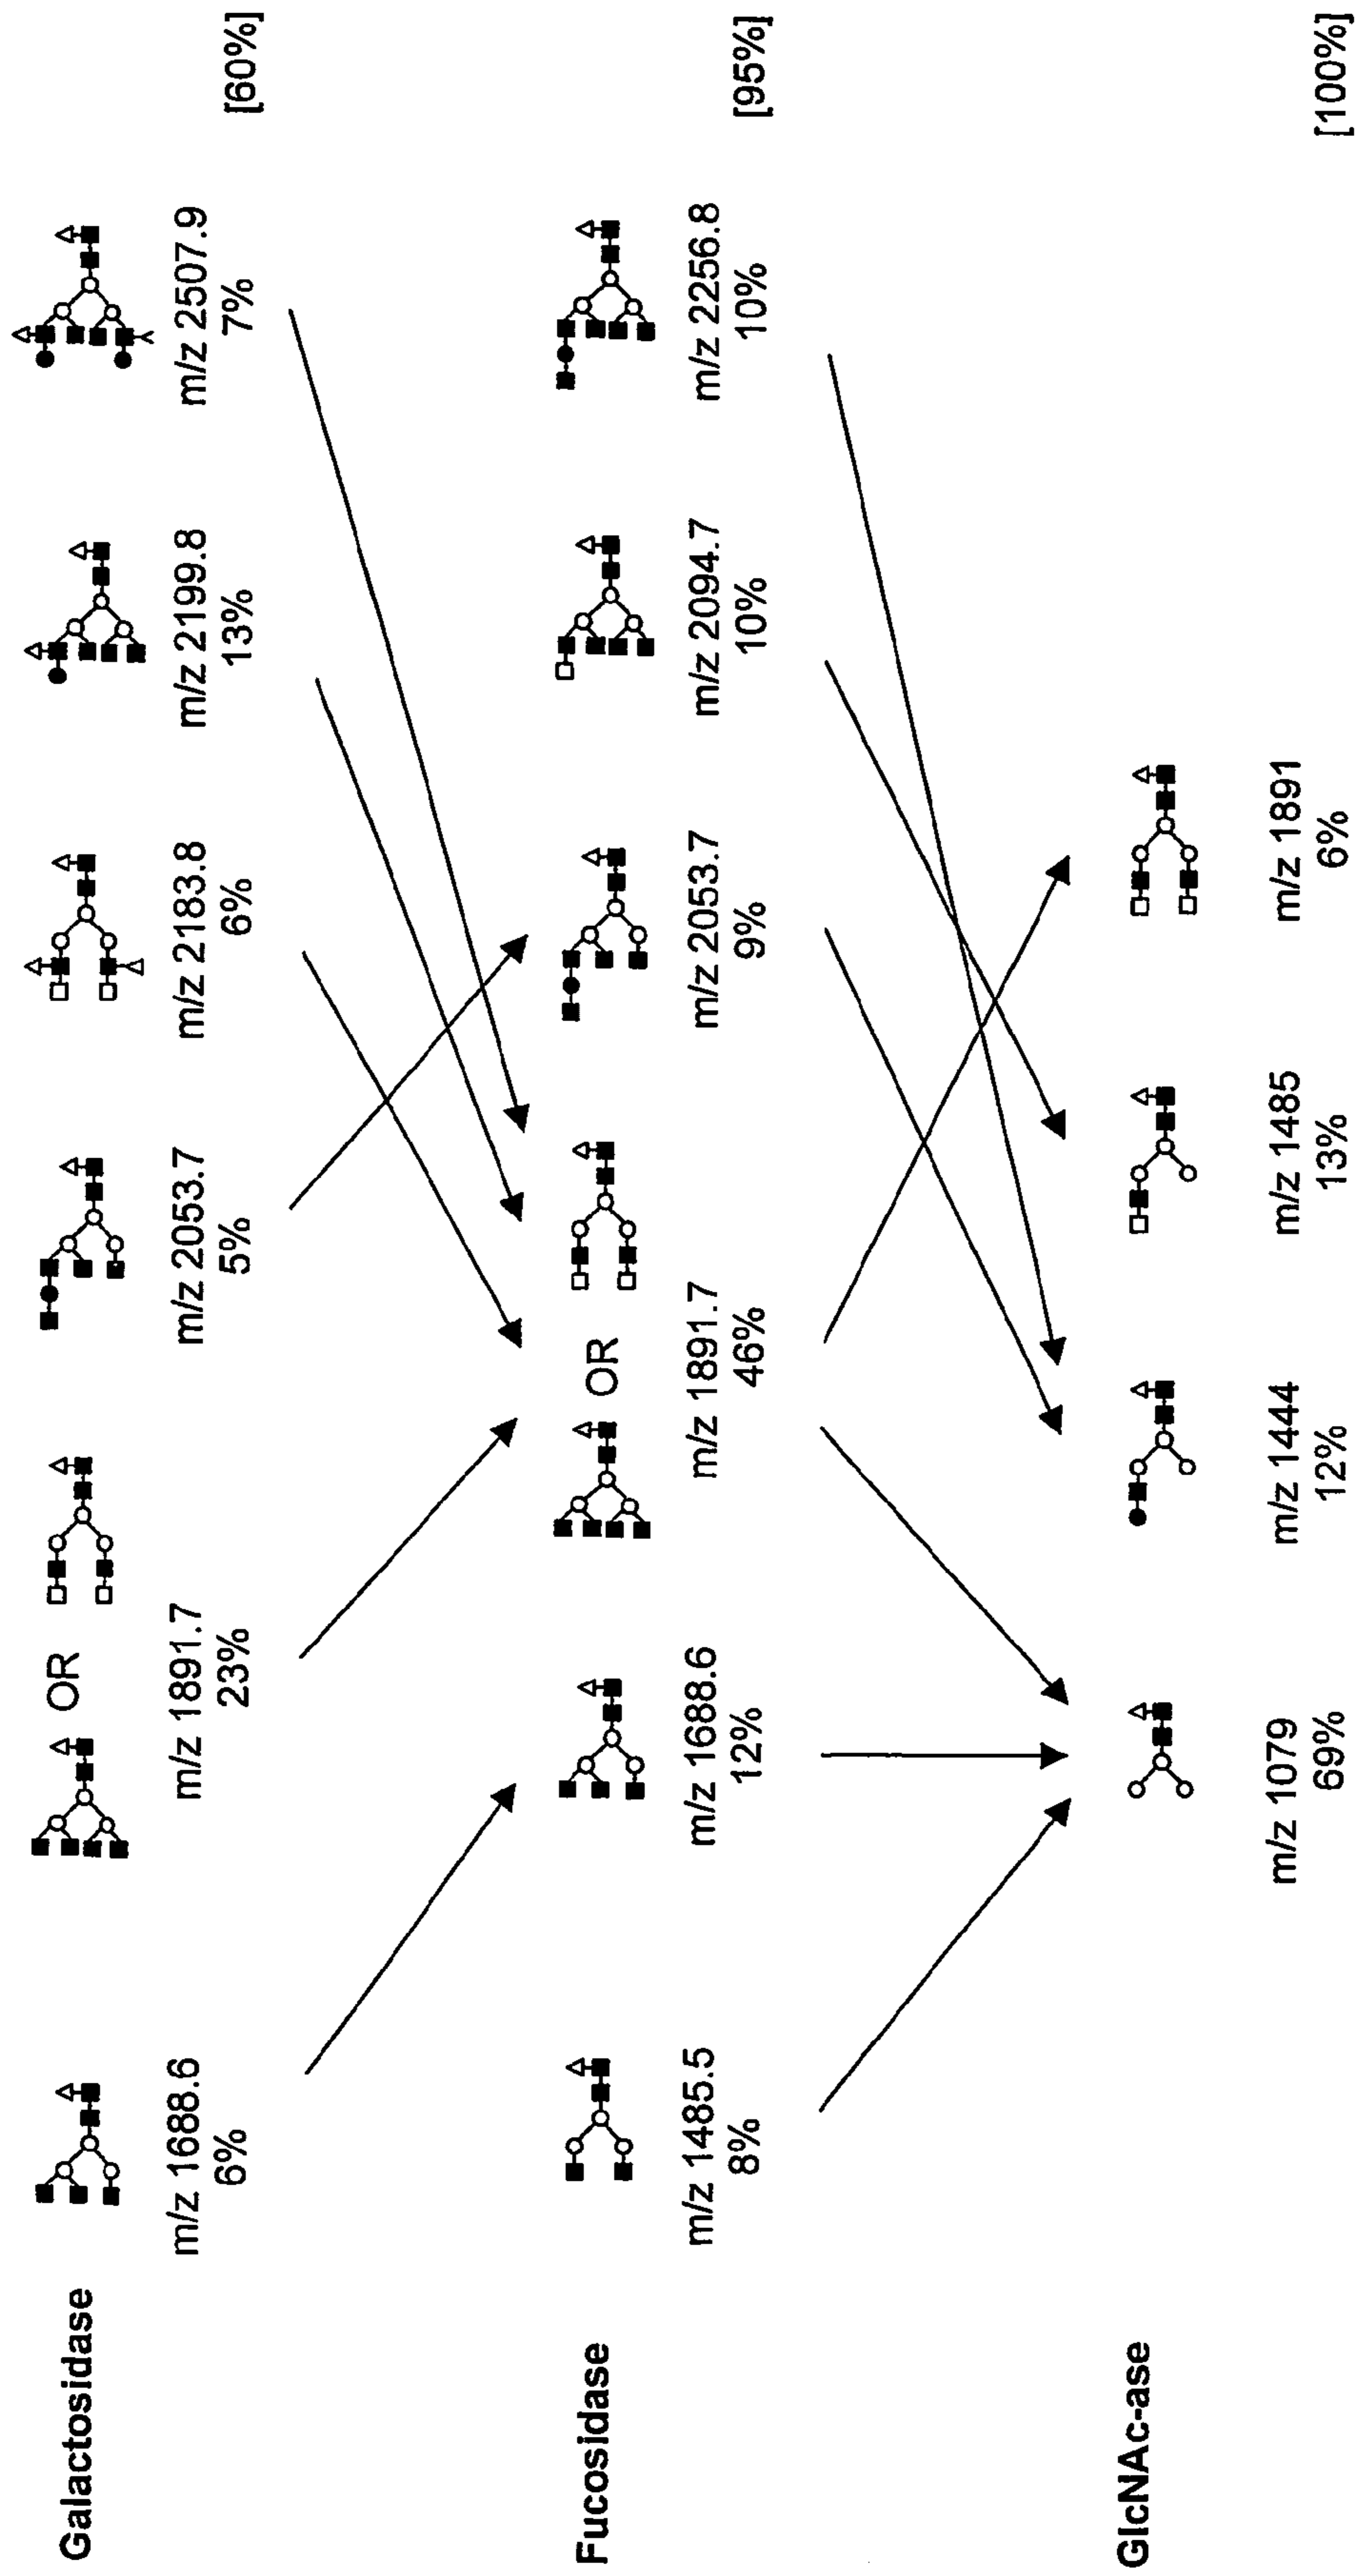 Galactosidase
OR
m/z 1688.6
6%
m/z 1891.7
23%
m/z 2053.7
5%
m/z 2183.8
6%
m/z 2199.8
13%
m/z 2507.9
7%
[60%]
Fucosidase
OR
m/z 1485.5
8%
m/z 1688.6
12%
m/z 1891.7
46%
m/z 2053.7
9%
m/z 2094.7
10%
m/z 2256.8
10%
[95%]
GlcNAc-ase
m/z 1079
69%
m/z 1444
12%
m/z 1485
13%
m/z 1891
6%
[100%]